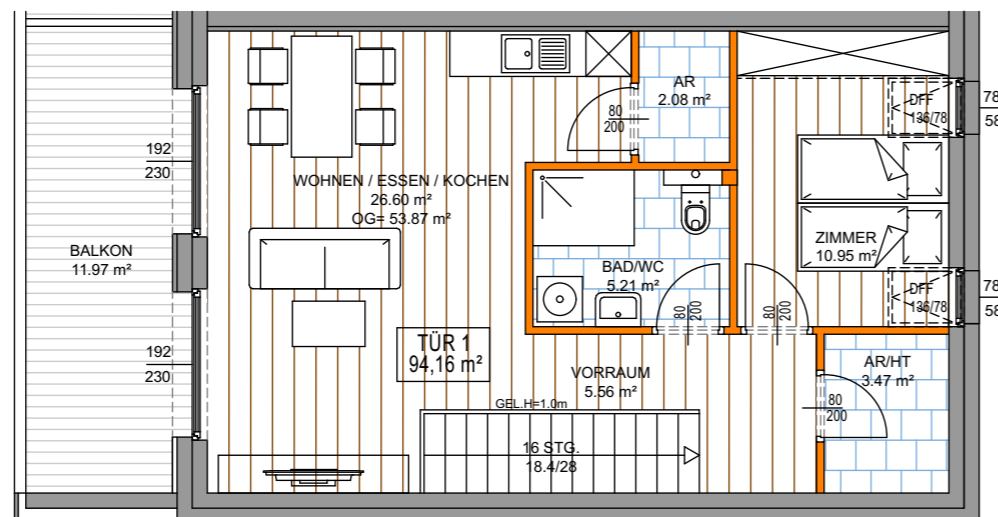 AR
2.08 m²
80
200
DFF
136/78
78
58
192
230
WOHNEN / ESSEN / KOCHEN
26.60 m²
OG= 53.87 m²
BALKON
11.97 m²
ZIMMER
10.95 m²
BAD/WC
5.21 m²
80
200
80
200
DFF
136/78
78
58
192
230
TÜR 1
94,16 m²
VORRAUM
5.56 m²
AR/HT
3.47 m²
80
200
GEL.H=1.0m
16 STG.
18.4/28